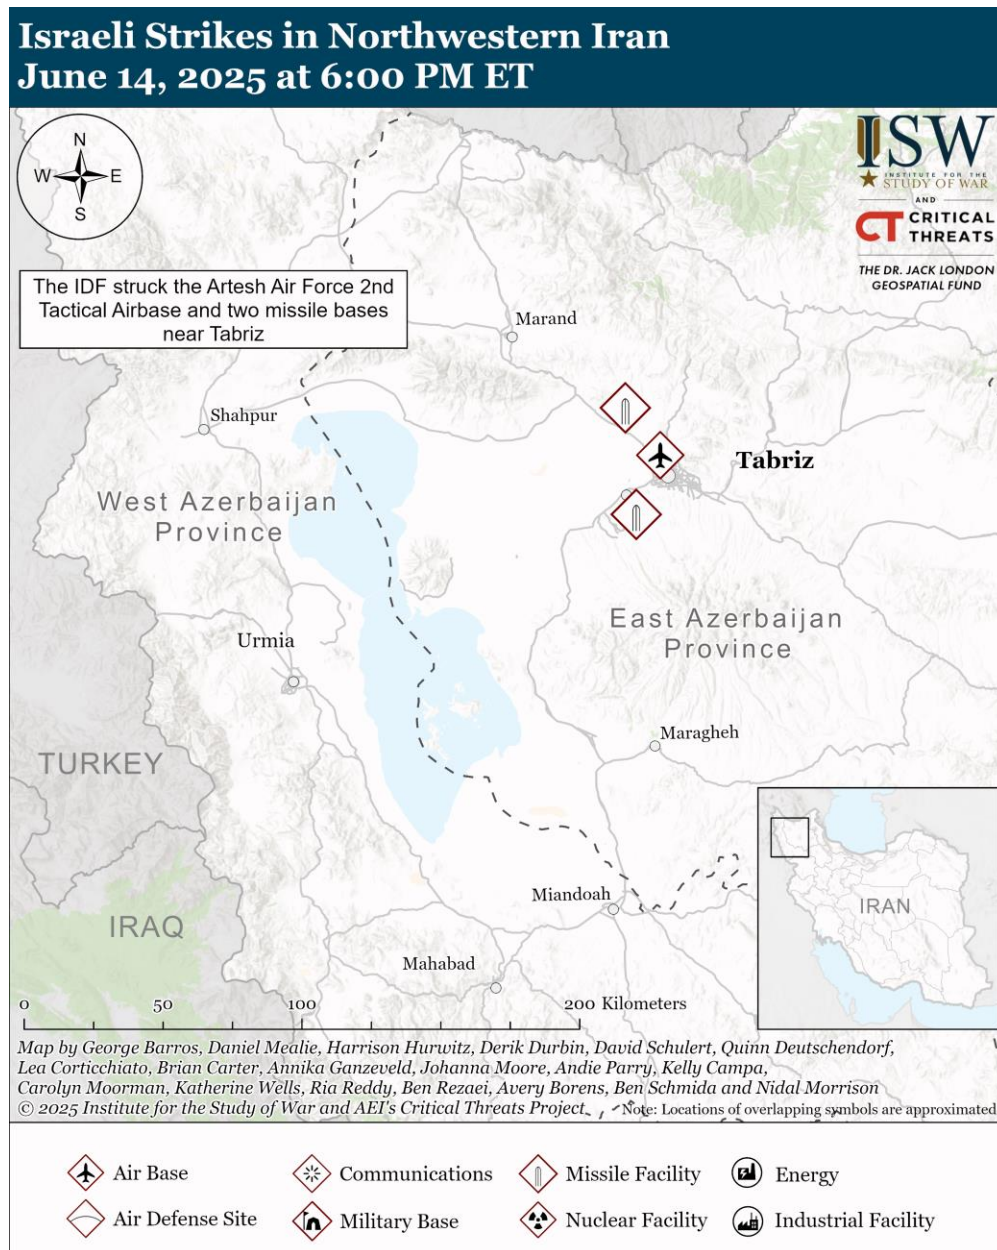 Israeli Strikes in Northwestern Iran
June 14, 2025 at 6:00 PM ET
N
W E
S
ISW
INSTITUTE FOR THE
STUDY OF WAR
AND
CT CRITICAL
THREATS
THE DR. JACK LONDON
GEOSPATIAL FUND
The IDF struck the Artesh Air Force 2nd
Tactical Airbase and two missile bases
near Tabriz
Marand
Shahpur
Tabriz
West Azerbaijan
Province
East Azerbaijan
Province
Urmia
Maragheh
TURKEY
Miandoah
IRAN
IRAQ
Mahabad
0 50 100 200 Kilometers
Map by George Barros, Daniel Mealie, Harrison Hurwitz, Derik Durbin, David Schulert, Quinn Deutschendorf,
Lea Corticchiato, Brian Carter, Annika Ganzeveld, Johanna Moore, Andie Parry, Kelly Campa,
Carolyn Moorman, Katherine Wells, Ria Reddy, Ben Rezaei, Avery Borens, Ben Schmida and Nidal Morrison
© 2025 Institute for the Study of War and AEI's Critical Threats Project
Note: Locations of overlapping symbols are approximated
Air Base
Communications
Missile Facility
Energy
Air Defense Site
Military Base
Nuclear Facility
Industrial Facility